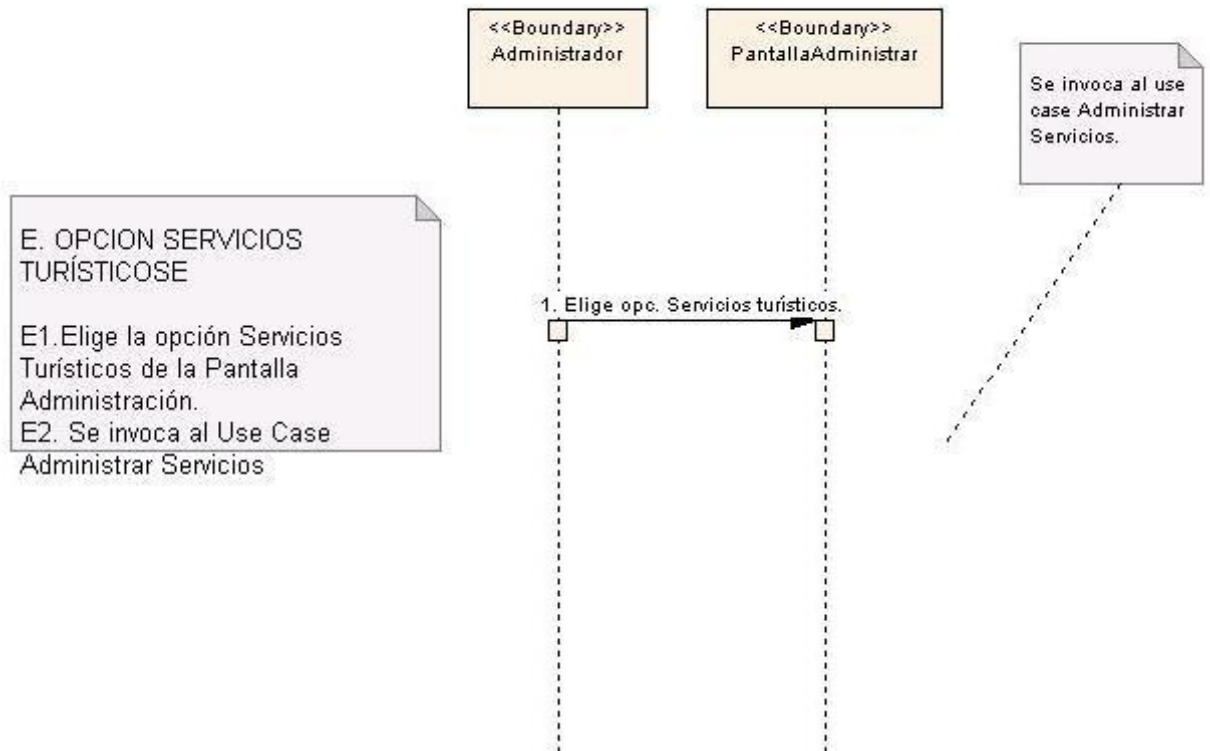 <<Boundary>>
Administrador
<<Boundary>>
PantallaAdministrar
Se invoca al use
case Administrar
Servicios.
E. OPCION SERVICIOS
TURÍSTICOSE
E1.Elige la opción Servicios
Turísticos de la Pantalla
Administración.
E2. Se invoca al Use Case
Administrar Servicios
1. Elige opc. Servicios turísticos.